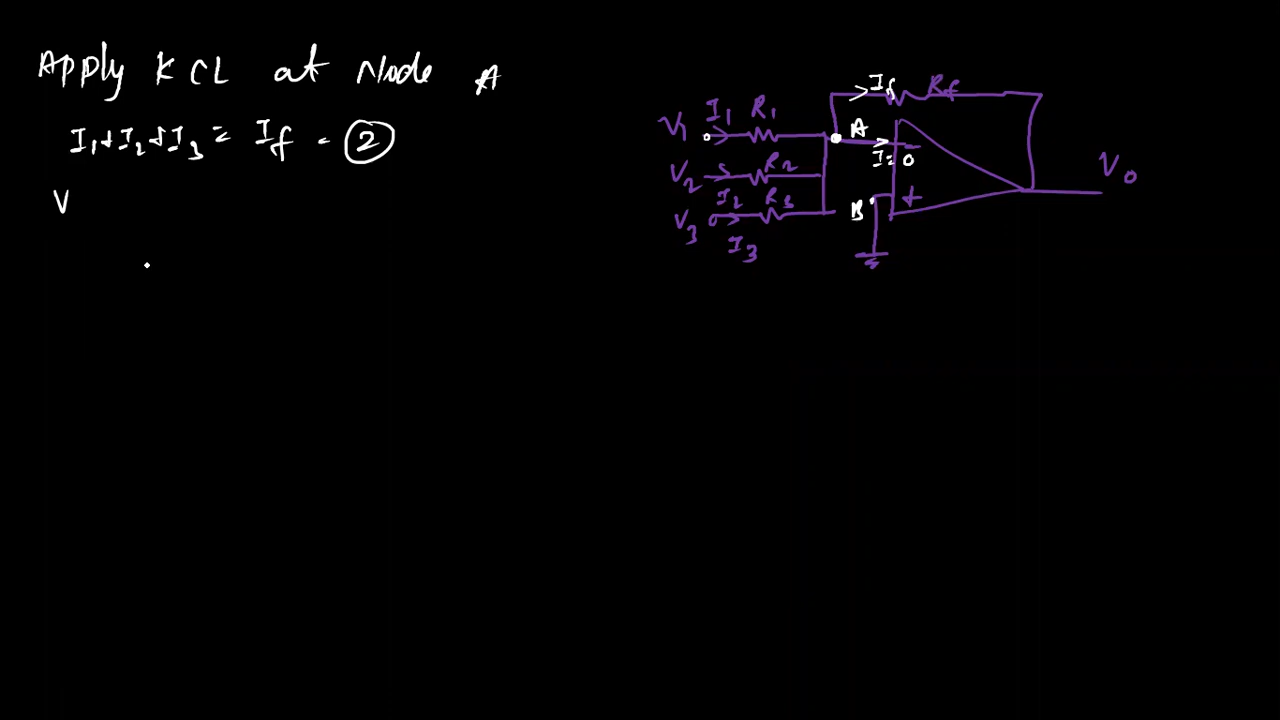 Apply KCL at Node A
I₁+I₂+I₃ = If - ②
V
If Rf
V₁ I₁ R₁ A
I=0 -
V₂ R₂
I₂ R₃ B +
V₃
I₃
V₀